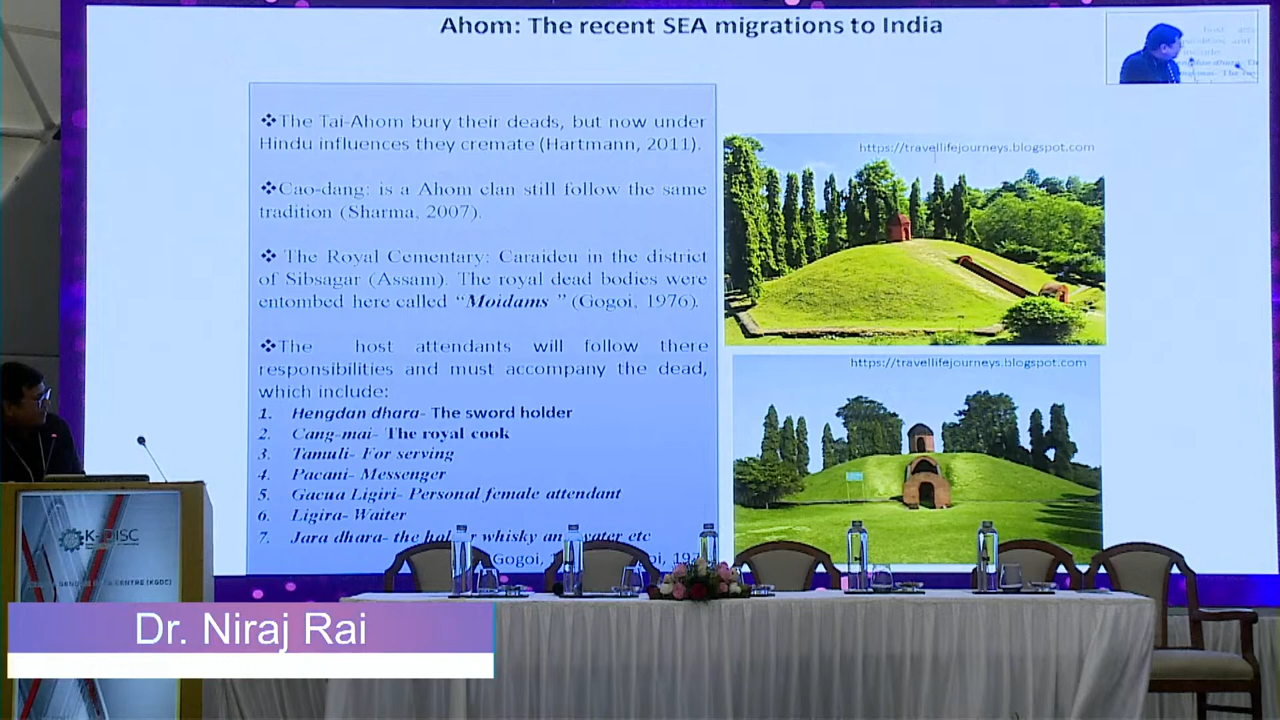 Ahom: The recent SEA migrations to India
❖The Tai-Ahom bury their deads, but now under
Hindu influences they cremate (Hartmann, 2011).
❖Cao-dang: is a Ahom clan still follow the same
tradition (Sharma, 2007).
❖ The Royal Cementary: Caraideu in the district
of Sibsagar (Assam). The royal dead bodies were
entombed here called “Moidams ” (Gogoi, 1976).
❖The host attendants will follow there
responsibilities and must accompany the dead,
which include:
1. Hengdan dhara- The sword holder
2. Cang-mai- The royal cook
3. Tamuli- For serving
4. Pacani- Messenger
5. Gacua Ligiri- Personal female attendant
6. Ligira- Waiter
7. Jara dhara- the whisky etc
Gogoi,
https://travellifejourneys.blogspot.com
https://travellifejourneys.blogspot.com
K-DISC
Dr. Niraj Rai